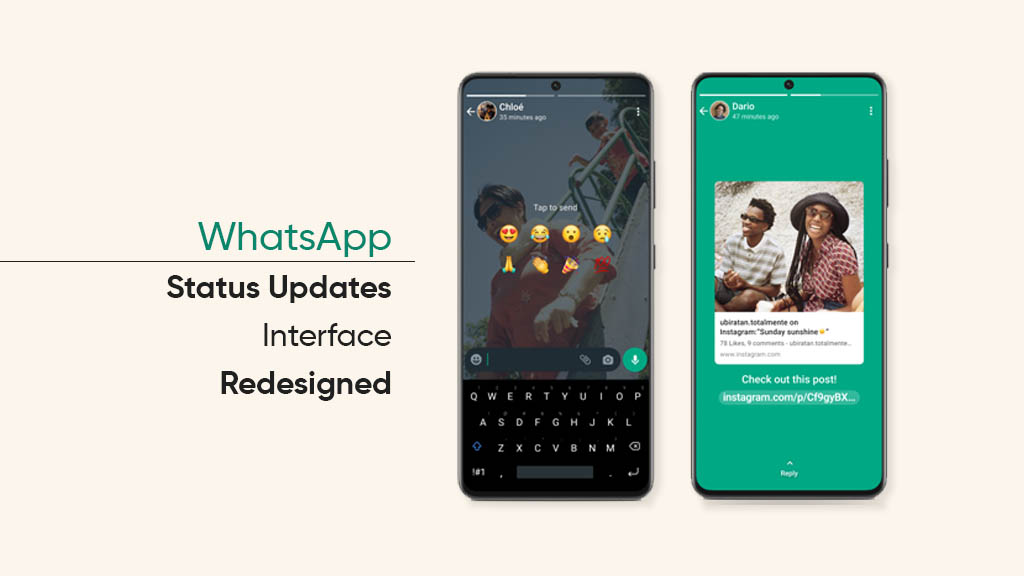 WhatsApp
Status Updates
Interface
Redesigned
Chloé
35 minutes ago
Tap to send
Q W E R T Y U I O P
A S D F G H J K L
Z X C V B N M
!#1 , .
Dario
47 minutes ago
ubiratan.totalmente on
Instagram:"Sunday sunshine😁"
78 Likes, 9 comments - ubiratan.totalmente...
www.instagram.com
Check out this post!
instagram.com/p/Cf9gyBX...
Reply